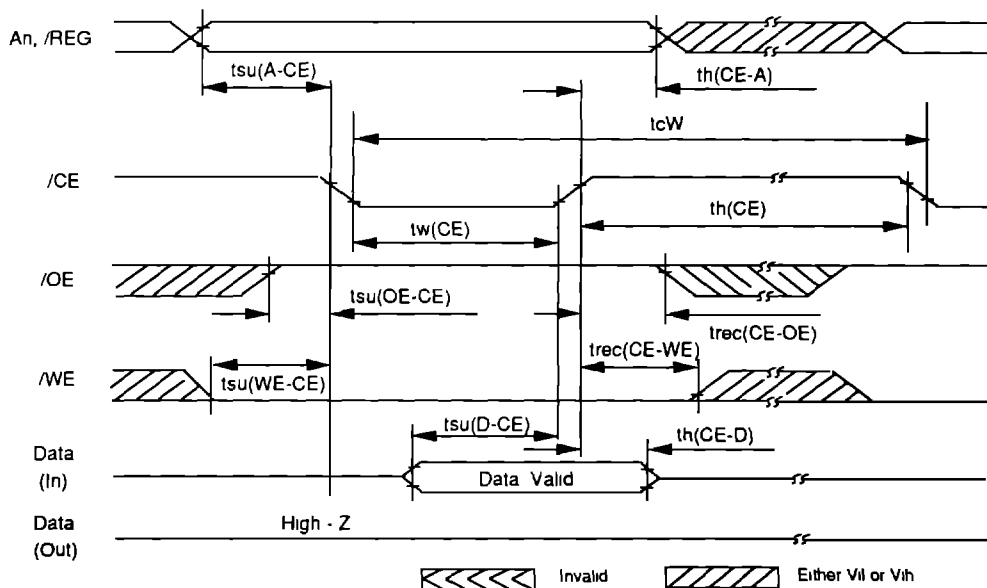 An, /REG
tsu(A-CE)
th(CE-A)
tcW
/CE
tw(CE)
th(CE)
/OE
tsu(OE-CE)
trec(CE-OE)
trec(CE-WE)
/WE
tsu(WE-CE)
tsu(D-CE)
th(CE-D)
Data
(In)
Data Valid
Data
(Out)
High - Z
Invalid
Either Vil or Vih